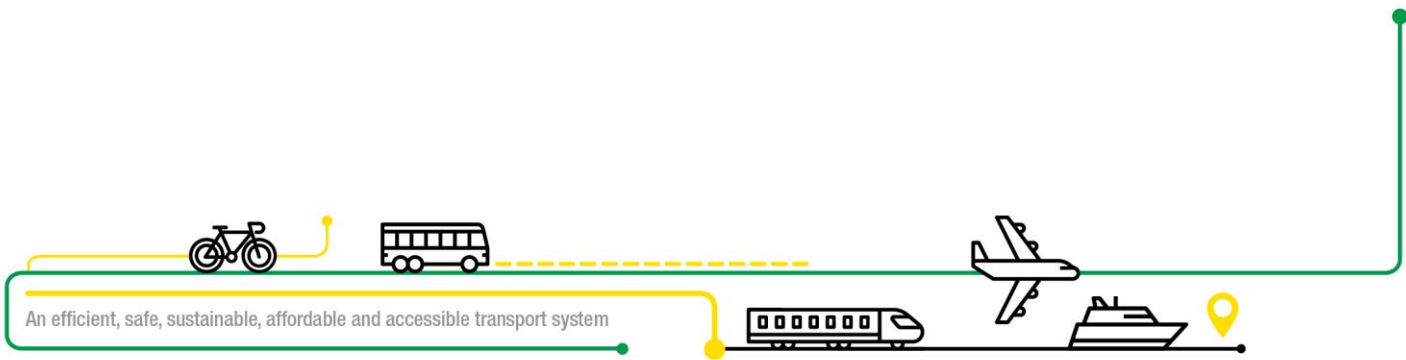 An efficient, safe, sustainable, affordable and accessible transport system